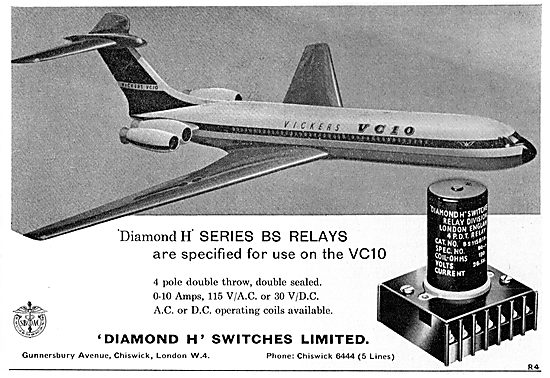 VICKERS VC10
VICKERS VC10
'Diamond H' SERIES BS RELAYS
are specified for use on the VC10
4 pole double throw, double sealed.
0-10 Amps, 115 V/A.C. or 30 V/D.C.
A.C. or D.C. operating coils available.
'DIAMOND H' SWITCHES LIMITED.
Gunnersbury Avenue, Chiswick, London W.4.
Phone: Chiswick 6444 (5 Lines)
'DIAMOND H' SWITCHES
RELAY DIVISION
LONDON ENGLAND
4 P.D.T. RELAY
CAT. NO.
SPEC. NO.
COIL-OHMS
VOLTS
CURRENT
R4